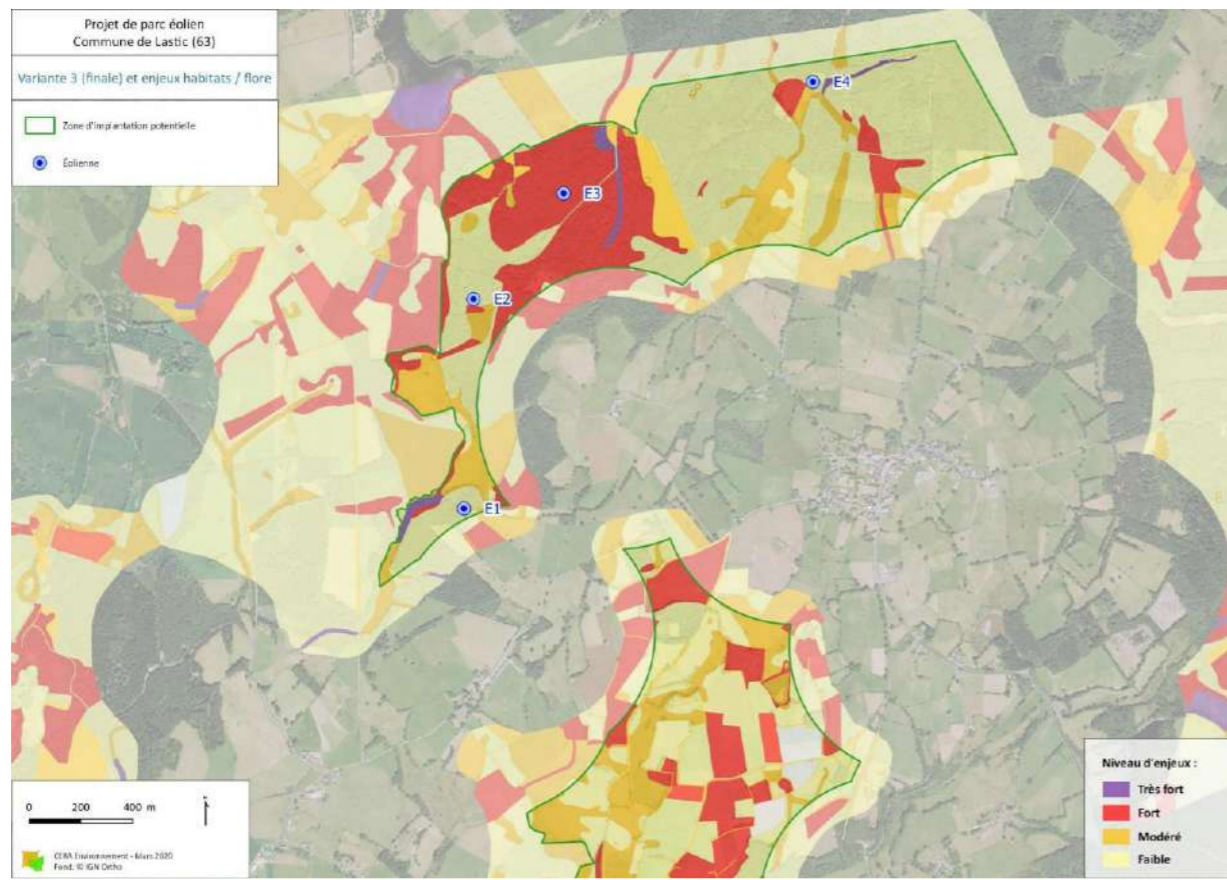 Projet de parc éolien
Commune de Lastic (63)
Variante 3 (finale) et enjeux habitats / flore
Zone d'implantation potentielle
Éolienne
E4
E3
E2
E1
0 200 400 m
CERA Environnement - Mars 2020
Fond. © IGN Ortho
Niveau d'enjeux :
Très fort
Fort
Modéré
Faible